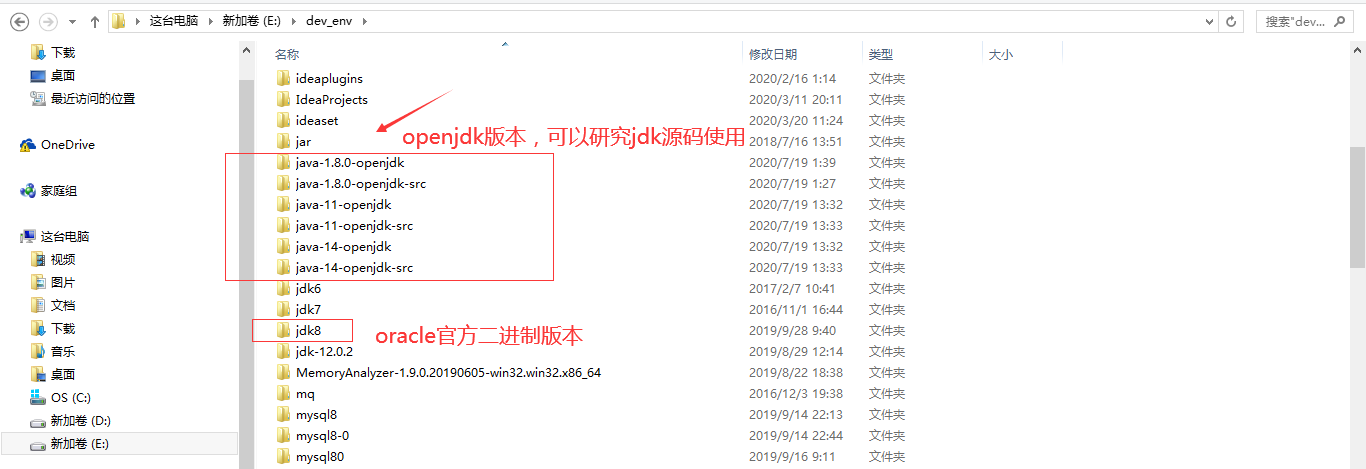 这台电脑 新加卷 (E:) dev_env 搜索"dev...
下载
桌面
最近访问的位置
OneDrive
家庭组
这台电脑
视频
图片
文档
下载
音乐
桌面
OS (C:)
新加卷 (D:)
新加卷 (E:)
名称 修改日期 类型 大小
ideaplugins 2020/2/16 1:14 文件夹
IdeaProjects 2020/3/11 20:11 文件夹
ideaset 2020/3/20 11:24 文件夹
openjdk版本，可以研究jdk源码使用
jar 2018/7/16 13:51 文件夹
java-1.8.0-openjdk 2020/7/19 1:39 文件夹
java-1.8.0-openjdk-src 2020/7/19 1:27 文件夹
java-11-openjdk 2020/7/19 13:32 文件夹
java-11-openjdk-src 2020/7/19 13:33 文件夹
java-14-openjdk 2020/7/19 13:32 文件夹
java-14-openjdk-src 2020/7/19 13:33 文件夹
jdk6 2017/2/7 10:41 文件夹
jdk7 2016/11/1 16:44 文件夹
jdk8 2019/9/28 9:40 文件夹
oracle官方二进制版本
jdk-12.0.2 2019/8/29 12:14 文件夹
MemoryAnalyzer-1.9.0.20190605-win32.win32.x86_64 2019/8/22 18:38 文件夹
mq 2016/12/3 19:38 文件夹
mysql8 2019/9/14 22:13 文件夹
mysql8-0 2019/9/14 22:44 文件夹
mysql80 2019/9/16 9:11 文件夹